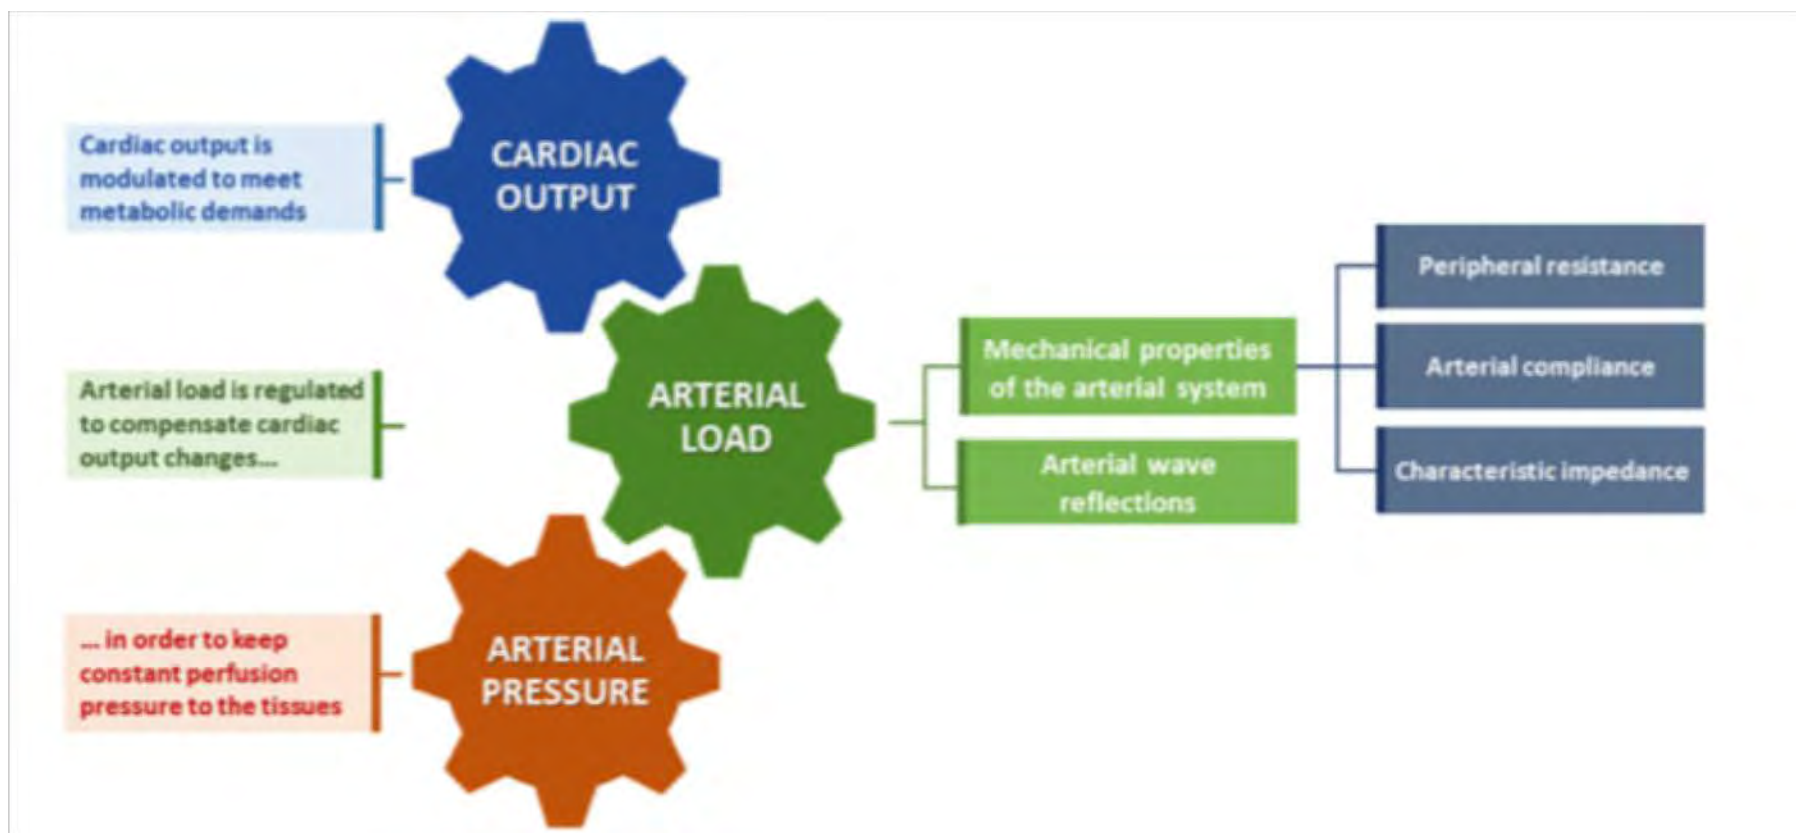 Cardiac output is
modulated to meet
metabolic demands
CARDIAC
OUTPUT
Arterial load is regulated
to compensate cardiac
output changes...
ARTERIAL
LOAD
Mechanical properties
of the arterial system
Arterial wave
reflections
Peripheral resistance
Arterial compliance
Characteristic impedance
... in order to keep
constant perfusion
pressure to the tissues
ARTERIAL
PRESSURE